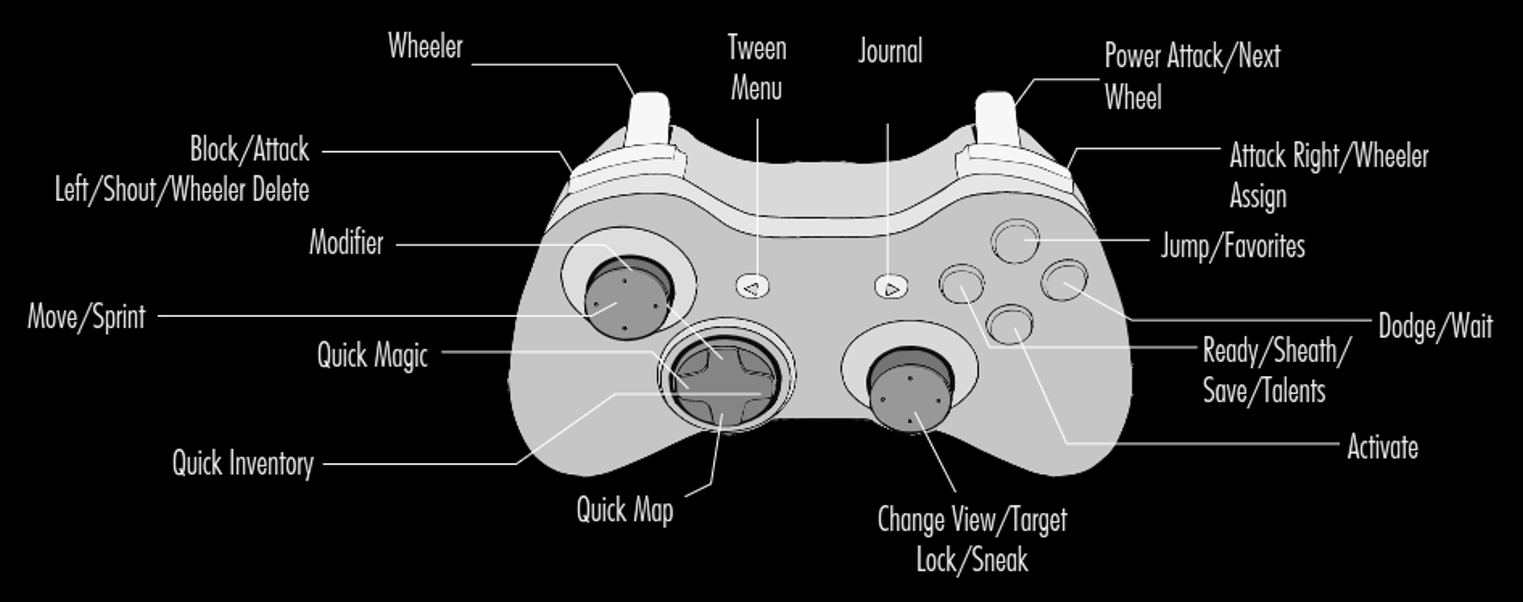 Wheeler
Tween
Menu
Journal
Power Attack/Next
Wheel
Block/Attack
Left/Shout/Wheeler Delete
Attack Right/Wheeler
Assign
Modifier
Jump/Favorites
Move/Sprint
Dodge/Wait
Quick Magic
Ready/Sheath/
Save/Talents
Activate
Quick Inventory
Quick Map
Change View/Target
Lock/Sneak